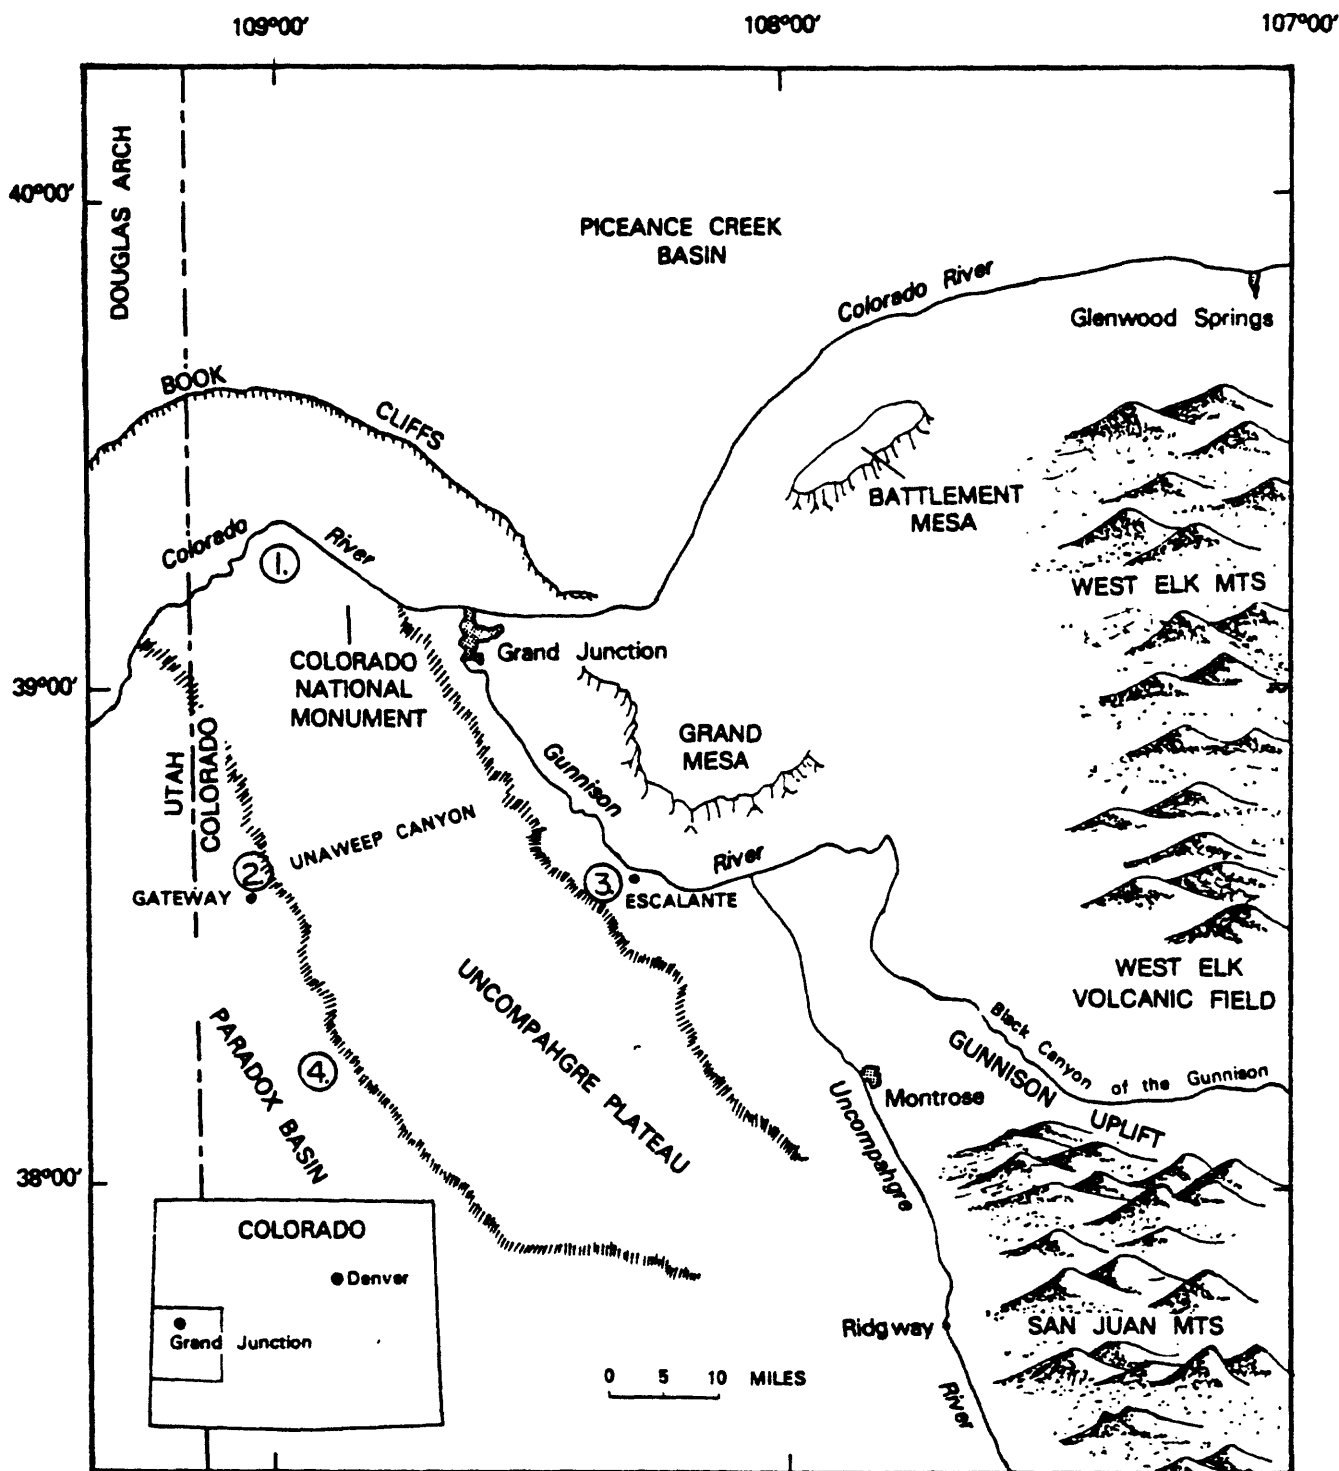 109°00'
108°00'
107°00'
40°00'
39°00'
38°00'
DOUGLAS ARCH
PICEANCE CREEK
BASIN
Colorado River
Glenwood Springs
BOOK
CLIFFS
BATTLEMENT
MESA
Colorado
River
1.
WEST ELK MTS
COLORADO
NATIONAL
MONUMENT
Grand Junction
GRAND
MESA
UTAH
COLORADO
Gunnison
River
UNAWEEP CANYON
2.
GATEWAY
3.
ESCALANTE
WEST ELK
VOLCANIC FIELD
UNCOMPAHGRE PLATEAU
PARADOX BASIN
4.
Black Canyon of the Gunnison
GUNNISON
UPLIFT
Montrose
Uncompahgre
River
Ridgway
SAN JUAN MTS
COLORADO
Denver
Grand Junction
0 5 10 MILES